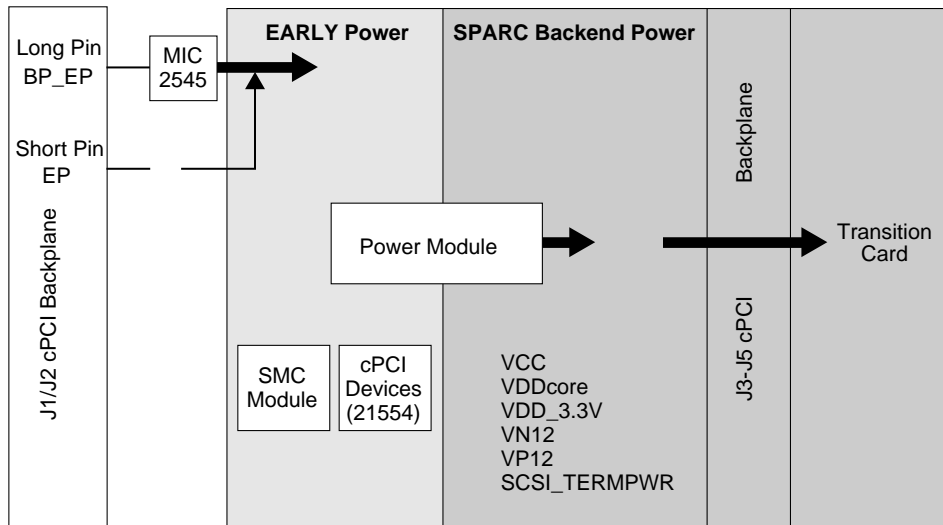 EARLY Power
SPARC Backend Power
Long Pin
BP_EP
MIC
2545
Short Pin
EP
J1/J2 cPCI Backplane
Power Module
SMC
Module
cPCI
Devices
(21554)
VCC
VDDcore
VDD_3.3V
VN12
VP12
SCSI_TERMPWR
Backplane
J3-J5 cPCI
Transition
Card